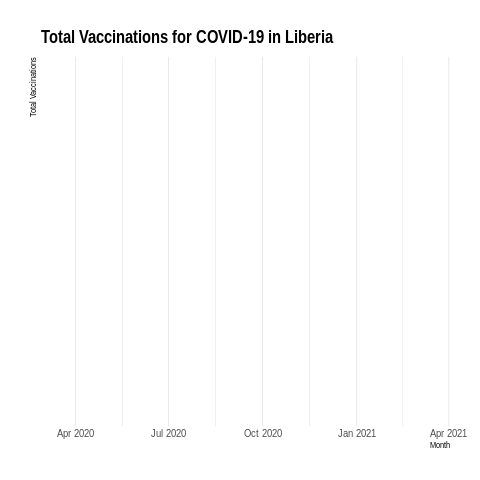 Total Vaccinations for COVID-19 in Liberia
Total Vaccinations
Apr 2020
Jul 2020
Oct 2020
Jan 2021
Apr 2021
Month